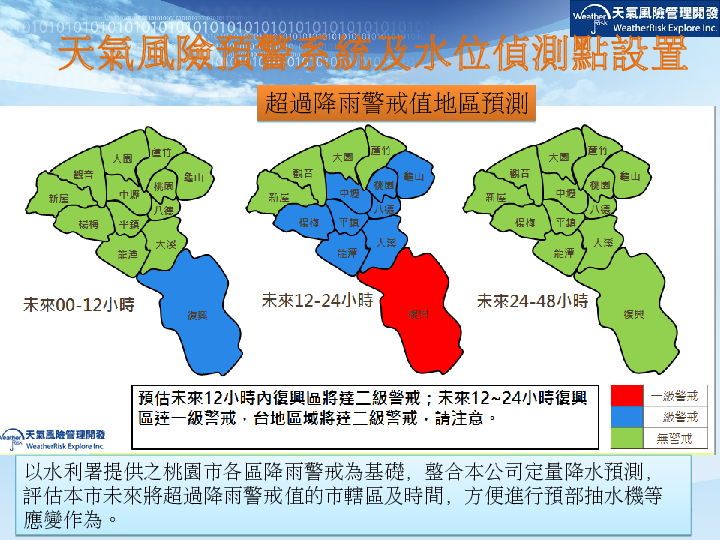 天氣風險管理開發
WeatherRisk Explore Inc.
天氣風險預警系統及水位偵測點設置
超過降雨警戒值地區預測
蘆竹
大園
觀音
桃園
龜山
新屋
中壢
八德
楊梅
平鎮
大溪
龍潭
復興
未來00-12小時
蘆竹
大園
觀音
桃園
龜山
新屋
中壢
八德
楊梅
平鎮
大溪
龍潭
未來12-24小時
蘆竹
大園
觀音
桃園
龜山
新屋
中壢
八德
楊梅
平鎮
大溪
龍潭
復興
未來24-48小時
預估未來12小時內復興區將達二級警戒；未來12~24小時復興
區達一級警戒，台地區域將達二級警戒，請注意。
一級警戒
級警戒
無警戒
天氣風險管理開發
WeatherRisk Explore Inc.
以水利署提供之桃園市各區降雨警戒為基礎，整合本公司定量降水預測，
評估本市未來將超過降雨警戒值的市轄區及時間，方便進行預部抽水機等
應變作為。